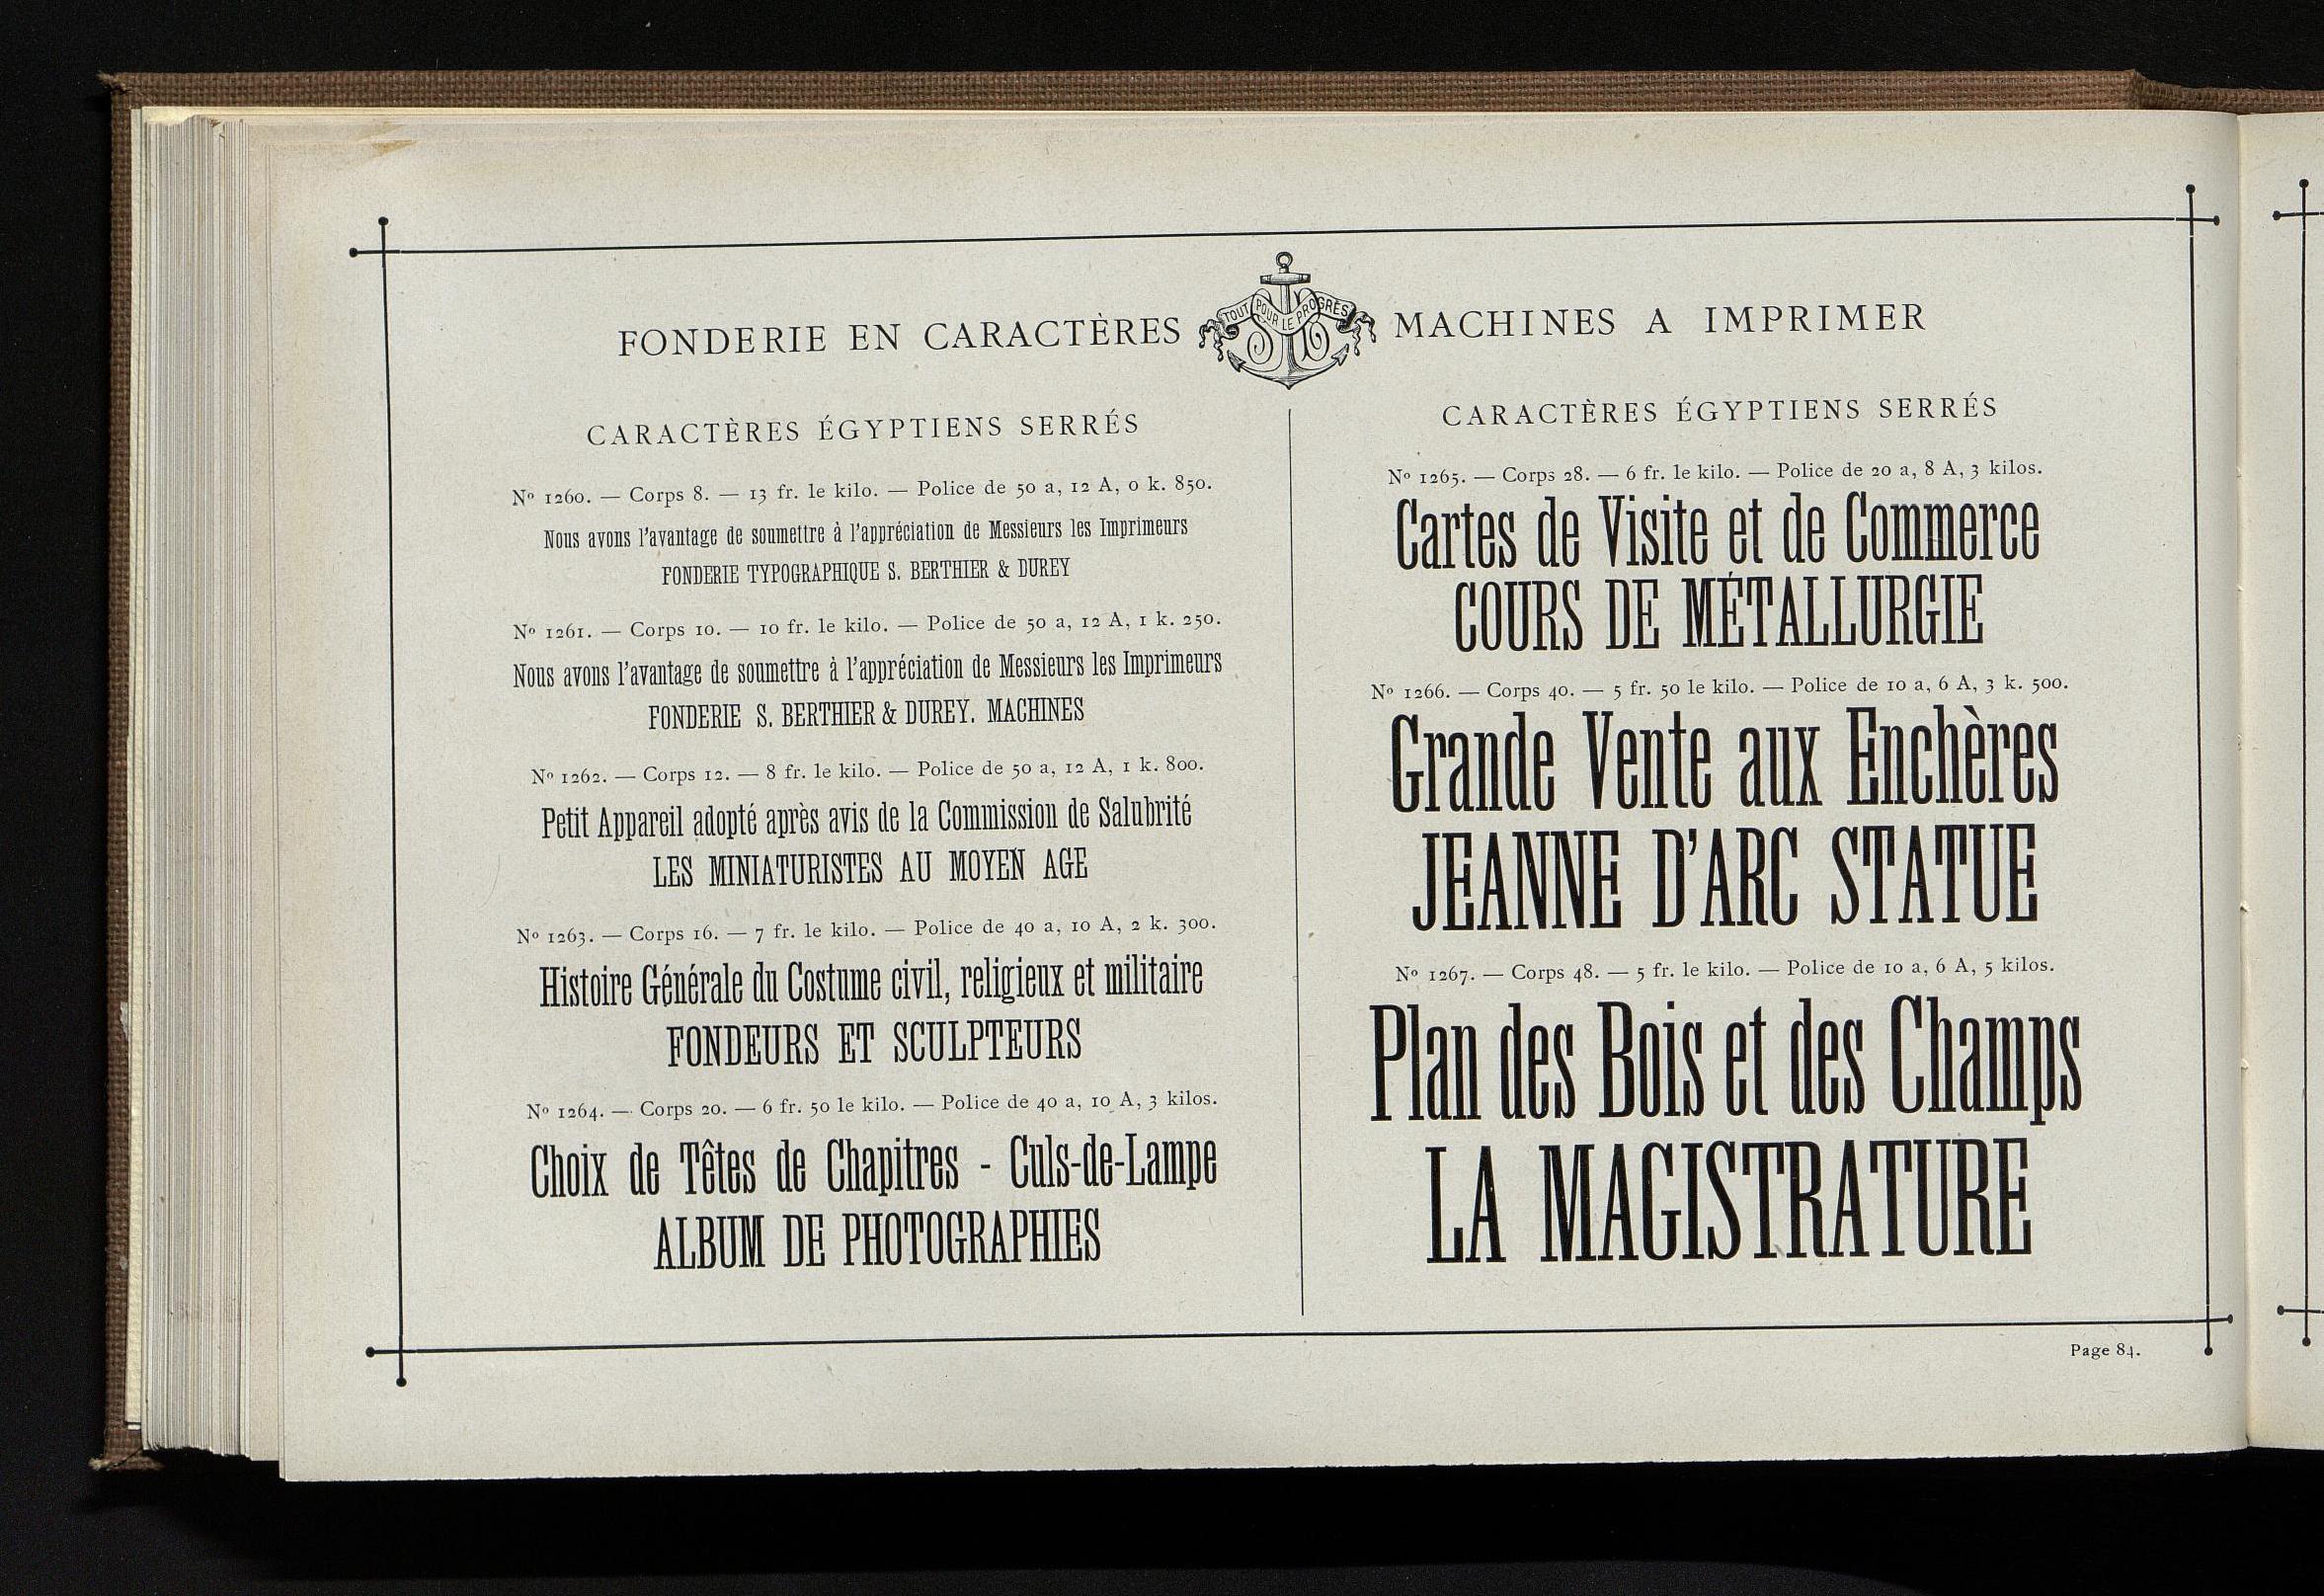 FONDERIE EN CARACTÈRES
TOUT POUR LE PROGRÈS
MACHINES A IMPRIMER
CARACTÈRES ÉGYPTIENS SERRÉS
Nº 1260. — Corps 8. — 13 fr. le kilo. — Police de 50 a, 12 A, 0 k. 850.
Nous avons l'avantage de soumettre à l'appréciation de Messieurs les Imprimeurs
FONDERIE TYPOGRAPHIQUE S. BERTHIER & DUREY
Nº 1261. — Corps 10. — 10 fr. le kilo. — Police de 50 a, 12 A, 1 k. 250.
Nous avons l'avantage de soumettre à l'appréciation de Messieurs les Imprimeurs
FONDERIE S. BERTHIER & DUREY. MACHINES
Nº 1262. — Corps 12. — 8 fr. le kilo. — Police de 50 a, 12 A, 1 k. 800.
Petit Appareil adopté après avis de la Commission de Salubrité
LES MINIATURISTES AU MOYEN AGE
Nº 1263. — Corps 16. — 7 fr. le kilo. — Police de 40 a, 10 A, 2 k. 300.
Histoire Générale du Costume civil, religieux et militaire
FONDEURS ET SCULPTEURS
Nº 1264. — Corps 20. — 6 fr. 50 le kilo. — Police de 40 a, 10 A, 3 kilos.
Choix de Têtes de Chapitres - Culs-de-Lampe
ALBUM DE PHOTOGRAPHIES
CARACTÈRES ÉGYPTIENS SERRÉS
Nº 1265. — Corps 28. — 6 fr. le kilo. — Police de 20 a, 8 A, 3 kilos.
Cartes de Visite et de Commerce
COURS DE MÉTALLURGIE
Nº 1266. — Corps 40. — 5 fr. 50 le kilo. — Police de 10 a, 6 A, 3 k. 500.
Grande Vente aux Enchères
JEANNE D'ARC STATUE
Nº 1267. — Corps 48. — 5 fr. le kilo. — Police de 10 a, 6 A, 5 kilos.
Plan des Bois et des Champs
LA MAGISTRATURE
Page 84.